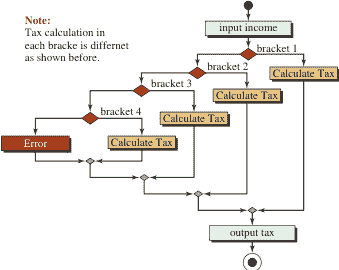 Note:
Tax calculation in
each bracke is differnet
as shown before.
input income
bracket 1
Calculate Tax
bracket 2
Calculate Tax
bracket 3
Calculate Tax
bracket 4
Calculate Tax
Error
output tax